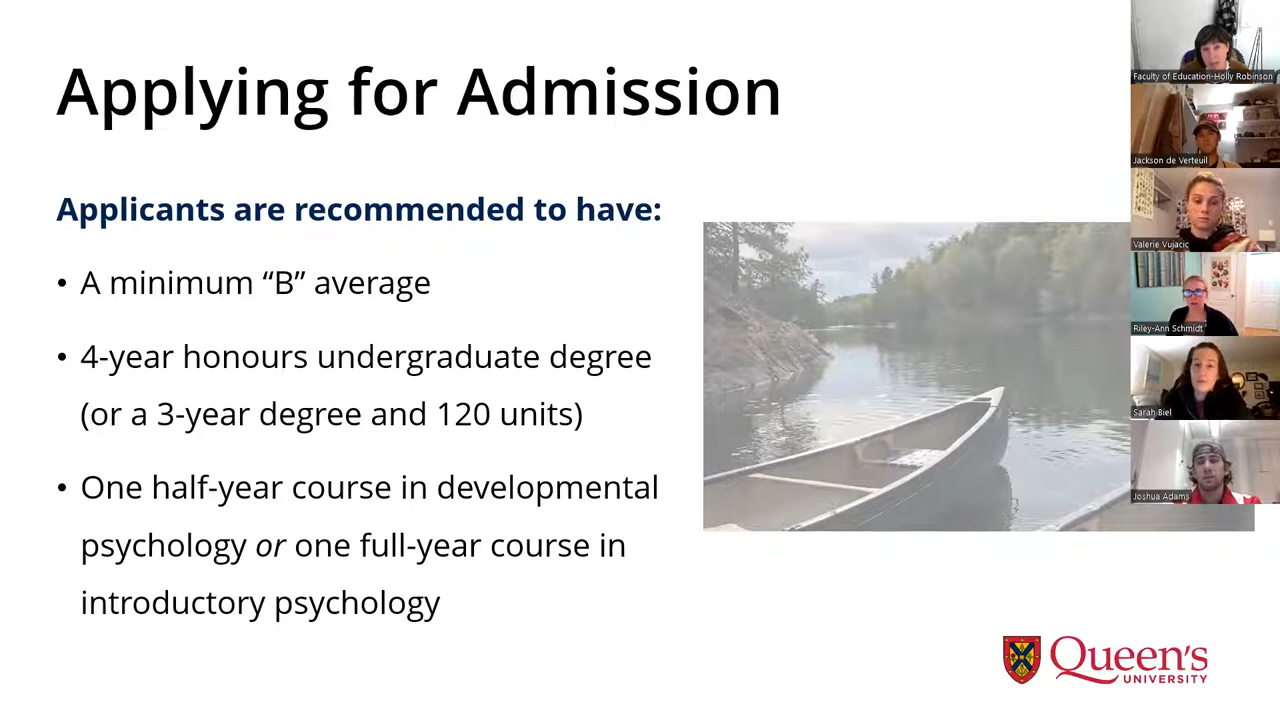 Applying for Admission
Applicants are recommended to have:
• A minimum “B” average
• 4-year honours undergraduate degree
(or a 3-year degree and 120 units)
• One half-year course in developmental
psychology or one full-year course in
introductory psychology
Faculty of Education-Holly Robinson
Jackson de Verteuil
Valerie Vujacic
Riley-Ann Schmidt
Sarah Biel
Joshua Adams
Queen's
UNIVERSITY